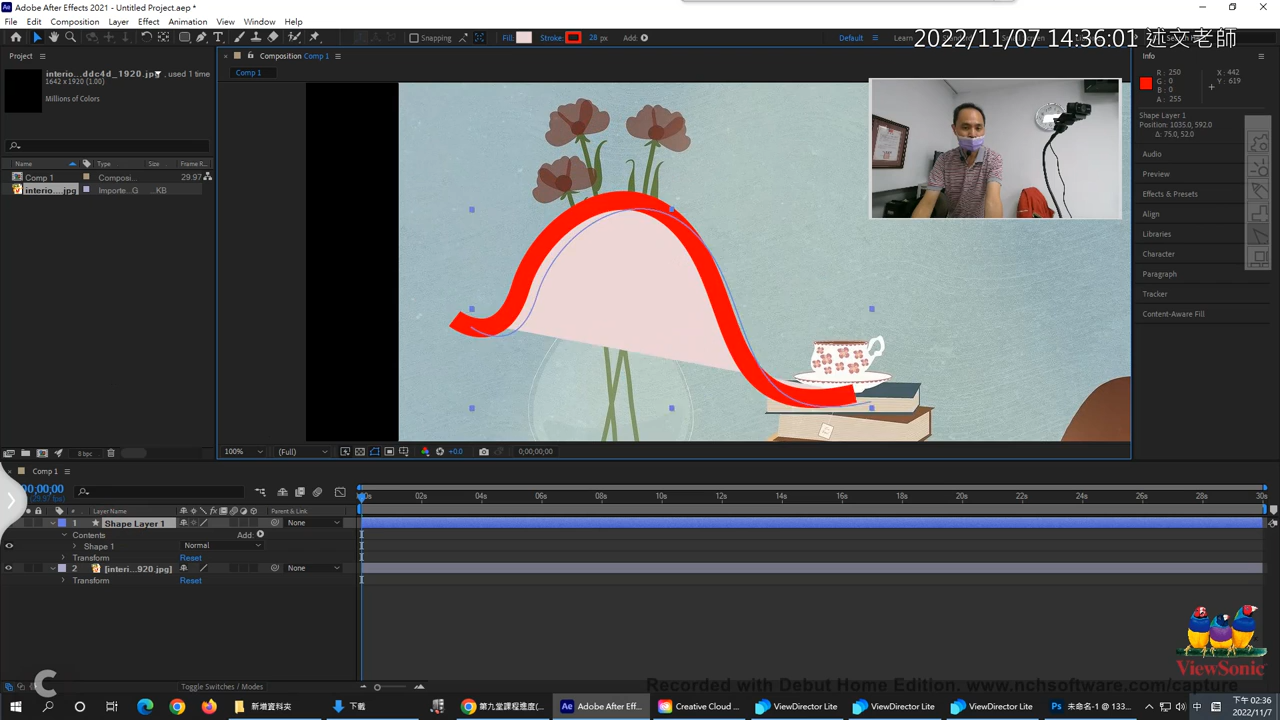 Adobe After Effects 2021 - Untitled Project.aep *
File Edit Composition Layer Effect Animation View Window Help
Snapping Fill: Stroke: 28 px Add: Default Learn
2022/11/07 14:36:01 述文老師
Project
interio...ddc4d_1920.jpg , used 1 time
1642 x 1920 (1.00)
Millions of Colors
Name Type Size Frame R...
Comp 1 Composi... 29.97
interio....jpg Importe...G ...KB
8 bpc
Composition Comp 1
Comp 1
100% (Full) +0.0 0;00;00;00
Info
R : 250
G : 0
B : 0
A : 255
X : 442
Y : 619
Shape Layer 1
Position: 1035.0, 592.0
Δ: 75.0, 52.0
Audio
Preview
Effects & Presets
Align
Libraries
Character
Paragraph
Tracker
Content-Aware Fill
Comp 1
00;00;00
# Layer Name Parent & Link
1 Shape Layer 1 None
Contents Add:
Shape 1 Normal
Transform Reset
2 [interi...920.jpg] None
Transform Reset
02s 04s 06s 08s 10s 12s 14s 16s 18s 20s 22s 24s 26s 28s 30s
Toggle Switches / Modes
ViewSonic
Recorded with Debut Home Edition. www.nchsoftware.com/capture
新增資料夾
下載
第九堂課程進度(...
Adobe After Eff...
Creative Cloud ...
ViewDirector Lite
ViewDirector Lite
ViewDirector Lite
未命名-1 @ 133...
中
下午 02:36
2022/11/7